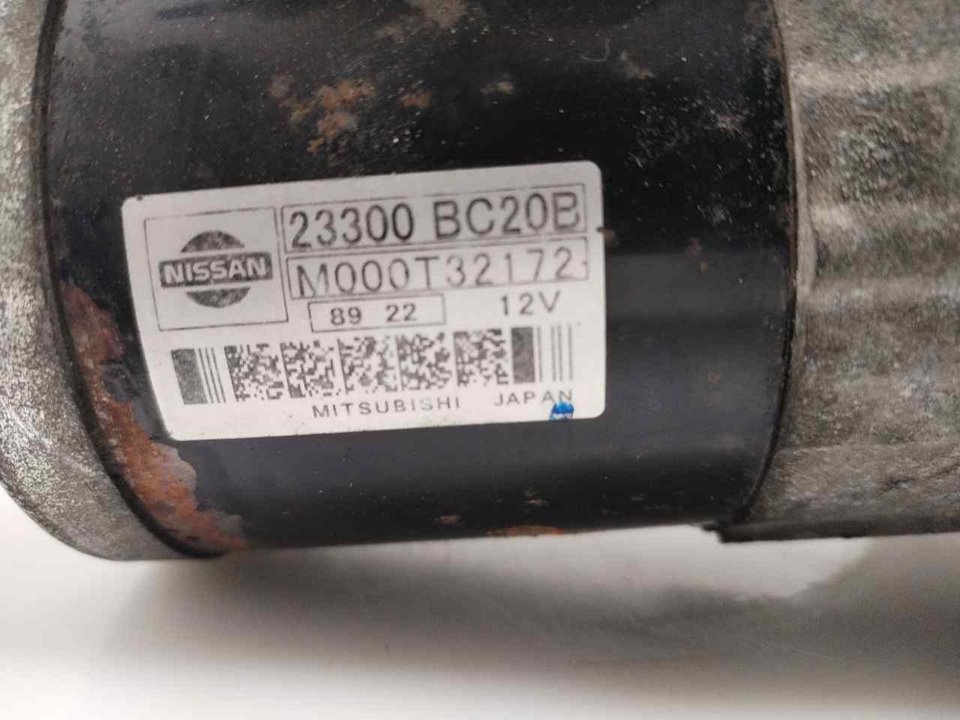 NISSAN
23300 BC20B
M000T32172
89 22
12V
MITSUBISHI JAPAN